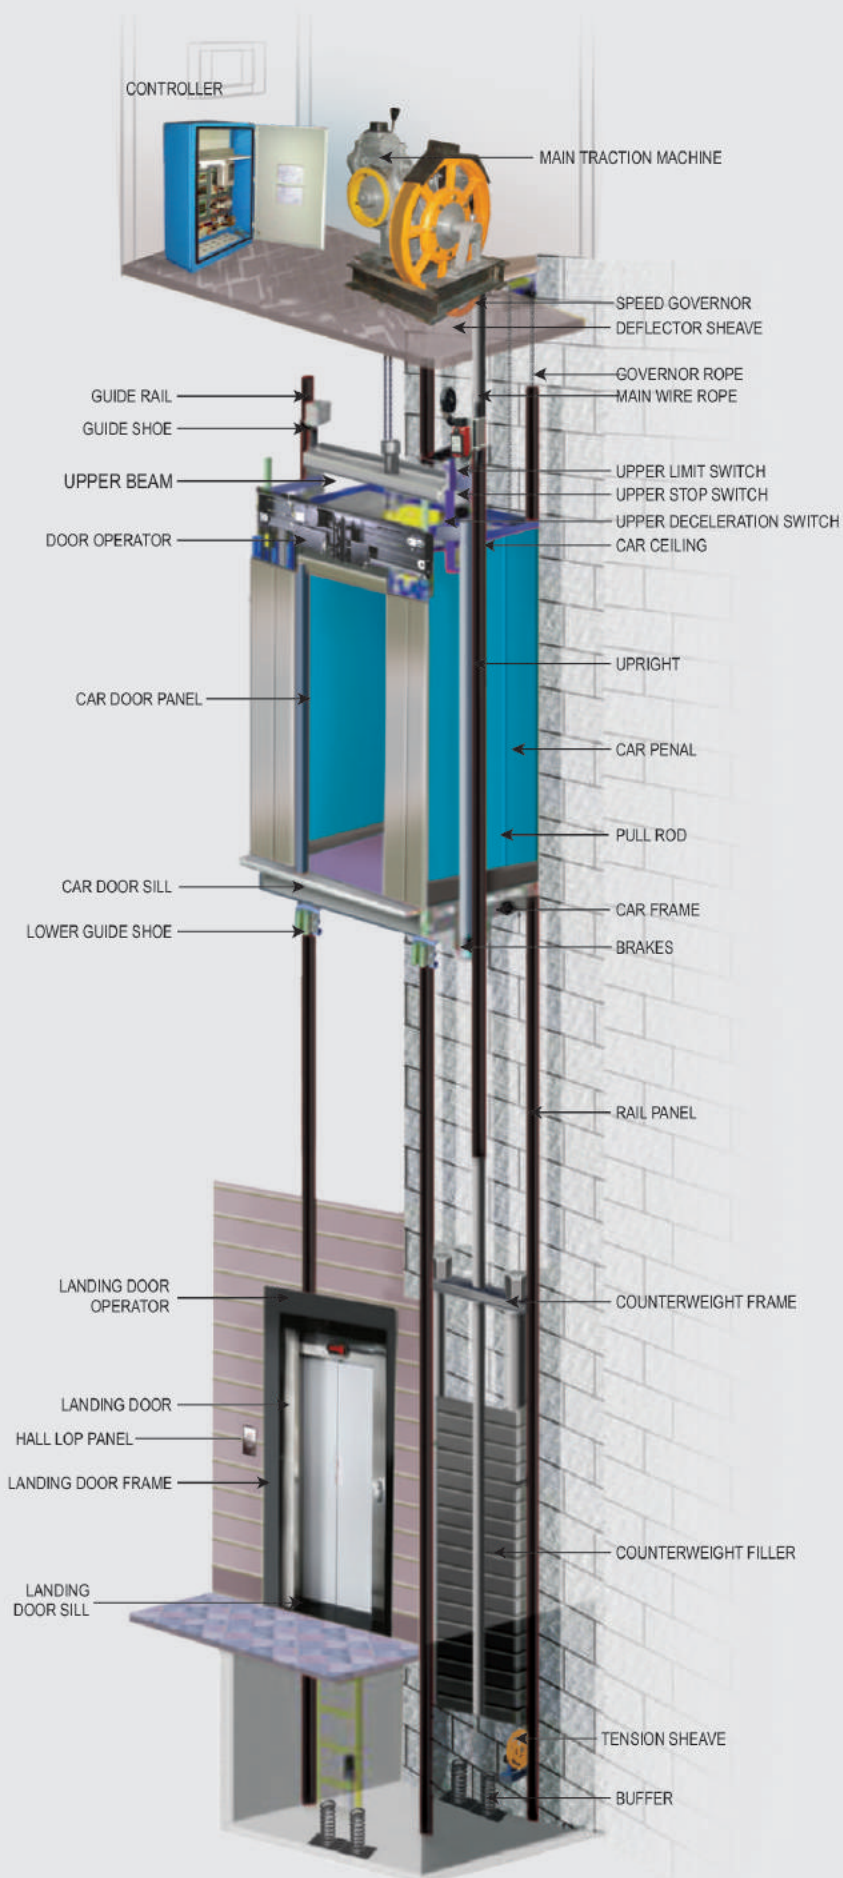 CONTROLLER
MAIN TRACTION MACHINE
SPEED GOVERNOR
DEFLECTOR SHEAVE
GOVERNOR ROPE
GUIDE RAIL
MAIN WIRE ROPE
GUIDE SHOE
UPPER LIMIT SWITCH
UPPER BEAM
UPPER STOP SWITCH
UPPER DECELERATION SWITCH
DOOR OPERATOR
CAR CEILING
UPRIGHT
CAR DOOR PANEL
CAR PENAL
PULL ROD
CAR DOOR SILL
CAR FRAME
LOWER GUIDE SHOE
BRAKES
RAIL PANEL
LANDING DOOR
OPERATOR
COUNTERWEIGHT FRAME
LANDING DOOR
HALL LOP PANEL
LANDING DOOR FRAME
COUNTERWEIGHT FILLER
LANDING
DOOR SILL
TENSION SHEAVE
BUFFER